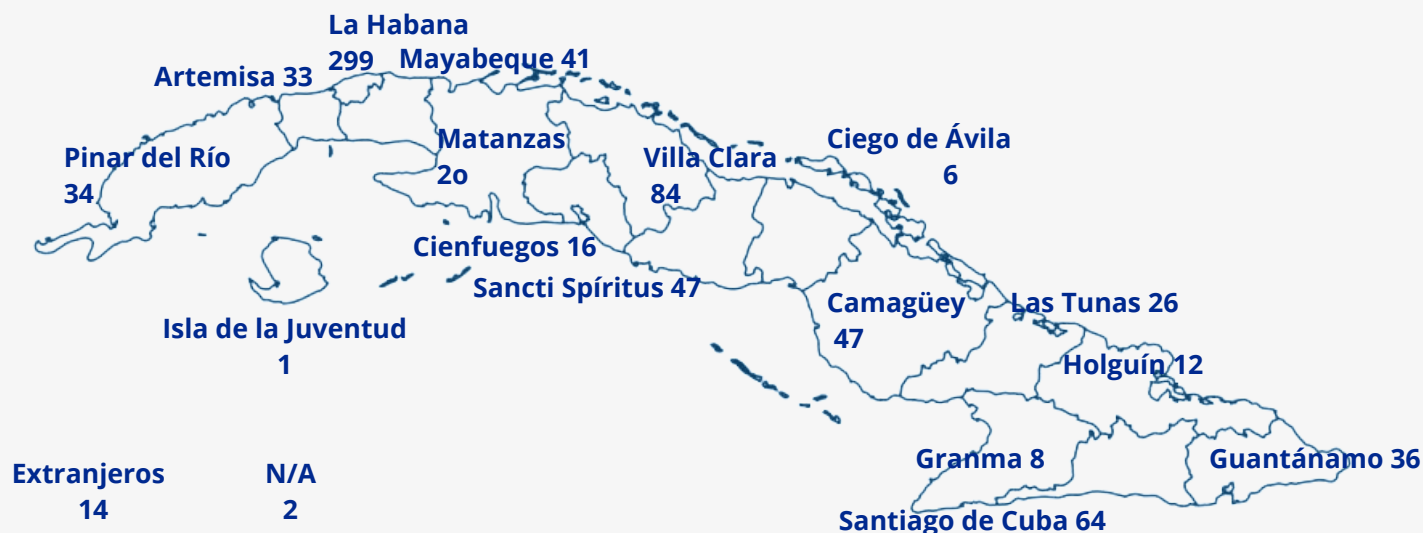 La Habana
299
Mayabeque 41
Artemisa 33
Pinar del Río
34
Matanzas
2o
Villa Clara
84
Ciego de Ávila
6
Cienfuegos 16
Sancti Spíritus 47
Isla de la Juventud
1
Camagüey
47
Las Tunas 26
Holguín 12
Granma 8
Guantánamo 36
Santiago de Cuba 64
Extranjeros
14
N/A
2